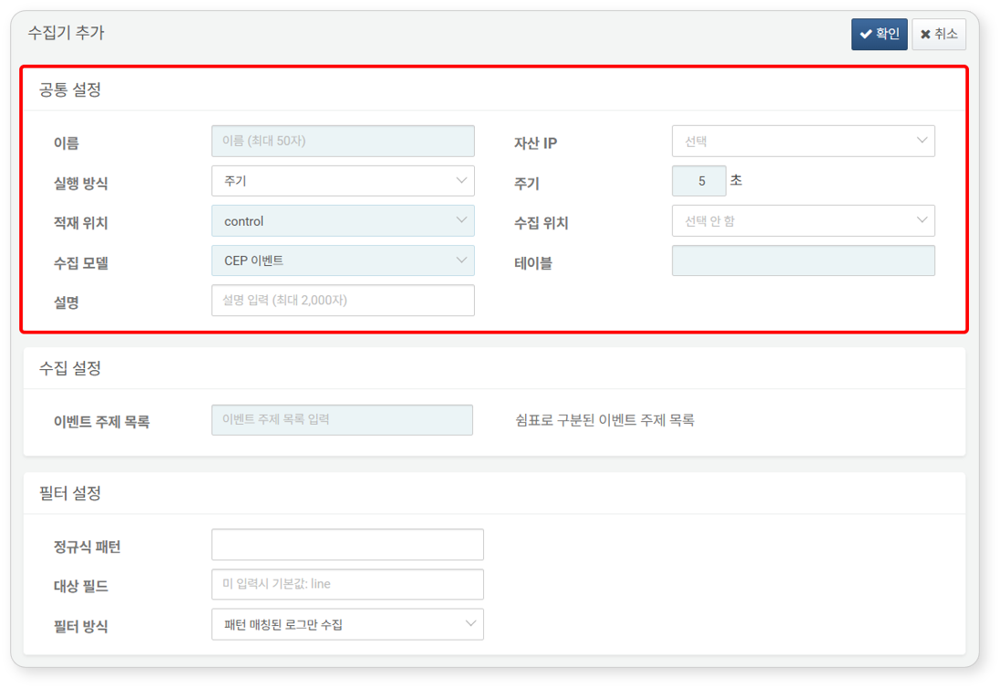 수집기 추가
확인 취소
공통 설정
이름 이름 (최대 50자) 자산 IP 선택
실행 방식 주기 주기 5 초
적재 위치 control 수집 위치 선택 안 함
수집 모델 CEP 이벤트 테이블
설명 설명 입력 (최대 2,000자)
수집 설정
이벤트 주제 목록 이벤트 주제 목록 입력 쉼표로 구분된 이벤트 주제 목록
필터 설정
정규식 패턴
대상 필드 미 입력시 기본값: line
필터 방식 패턴 매칭된 로그만 수집